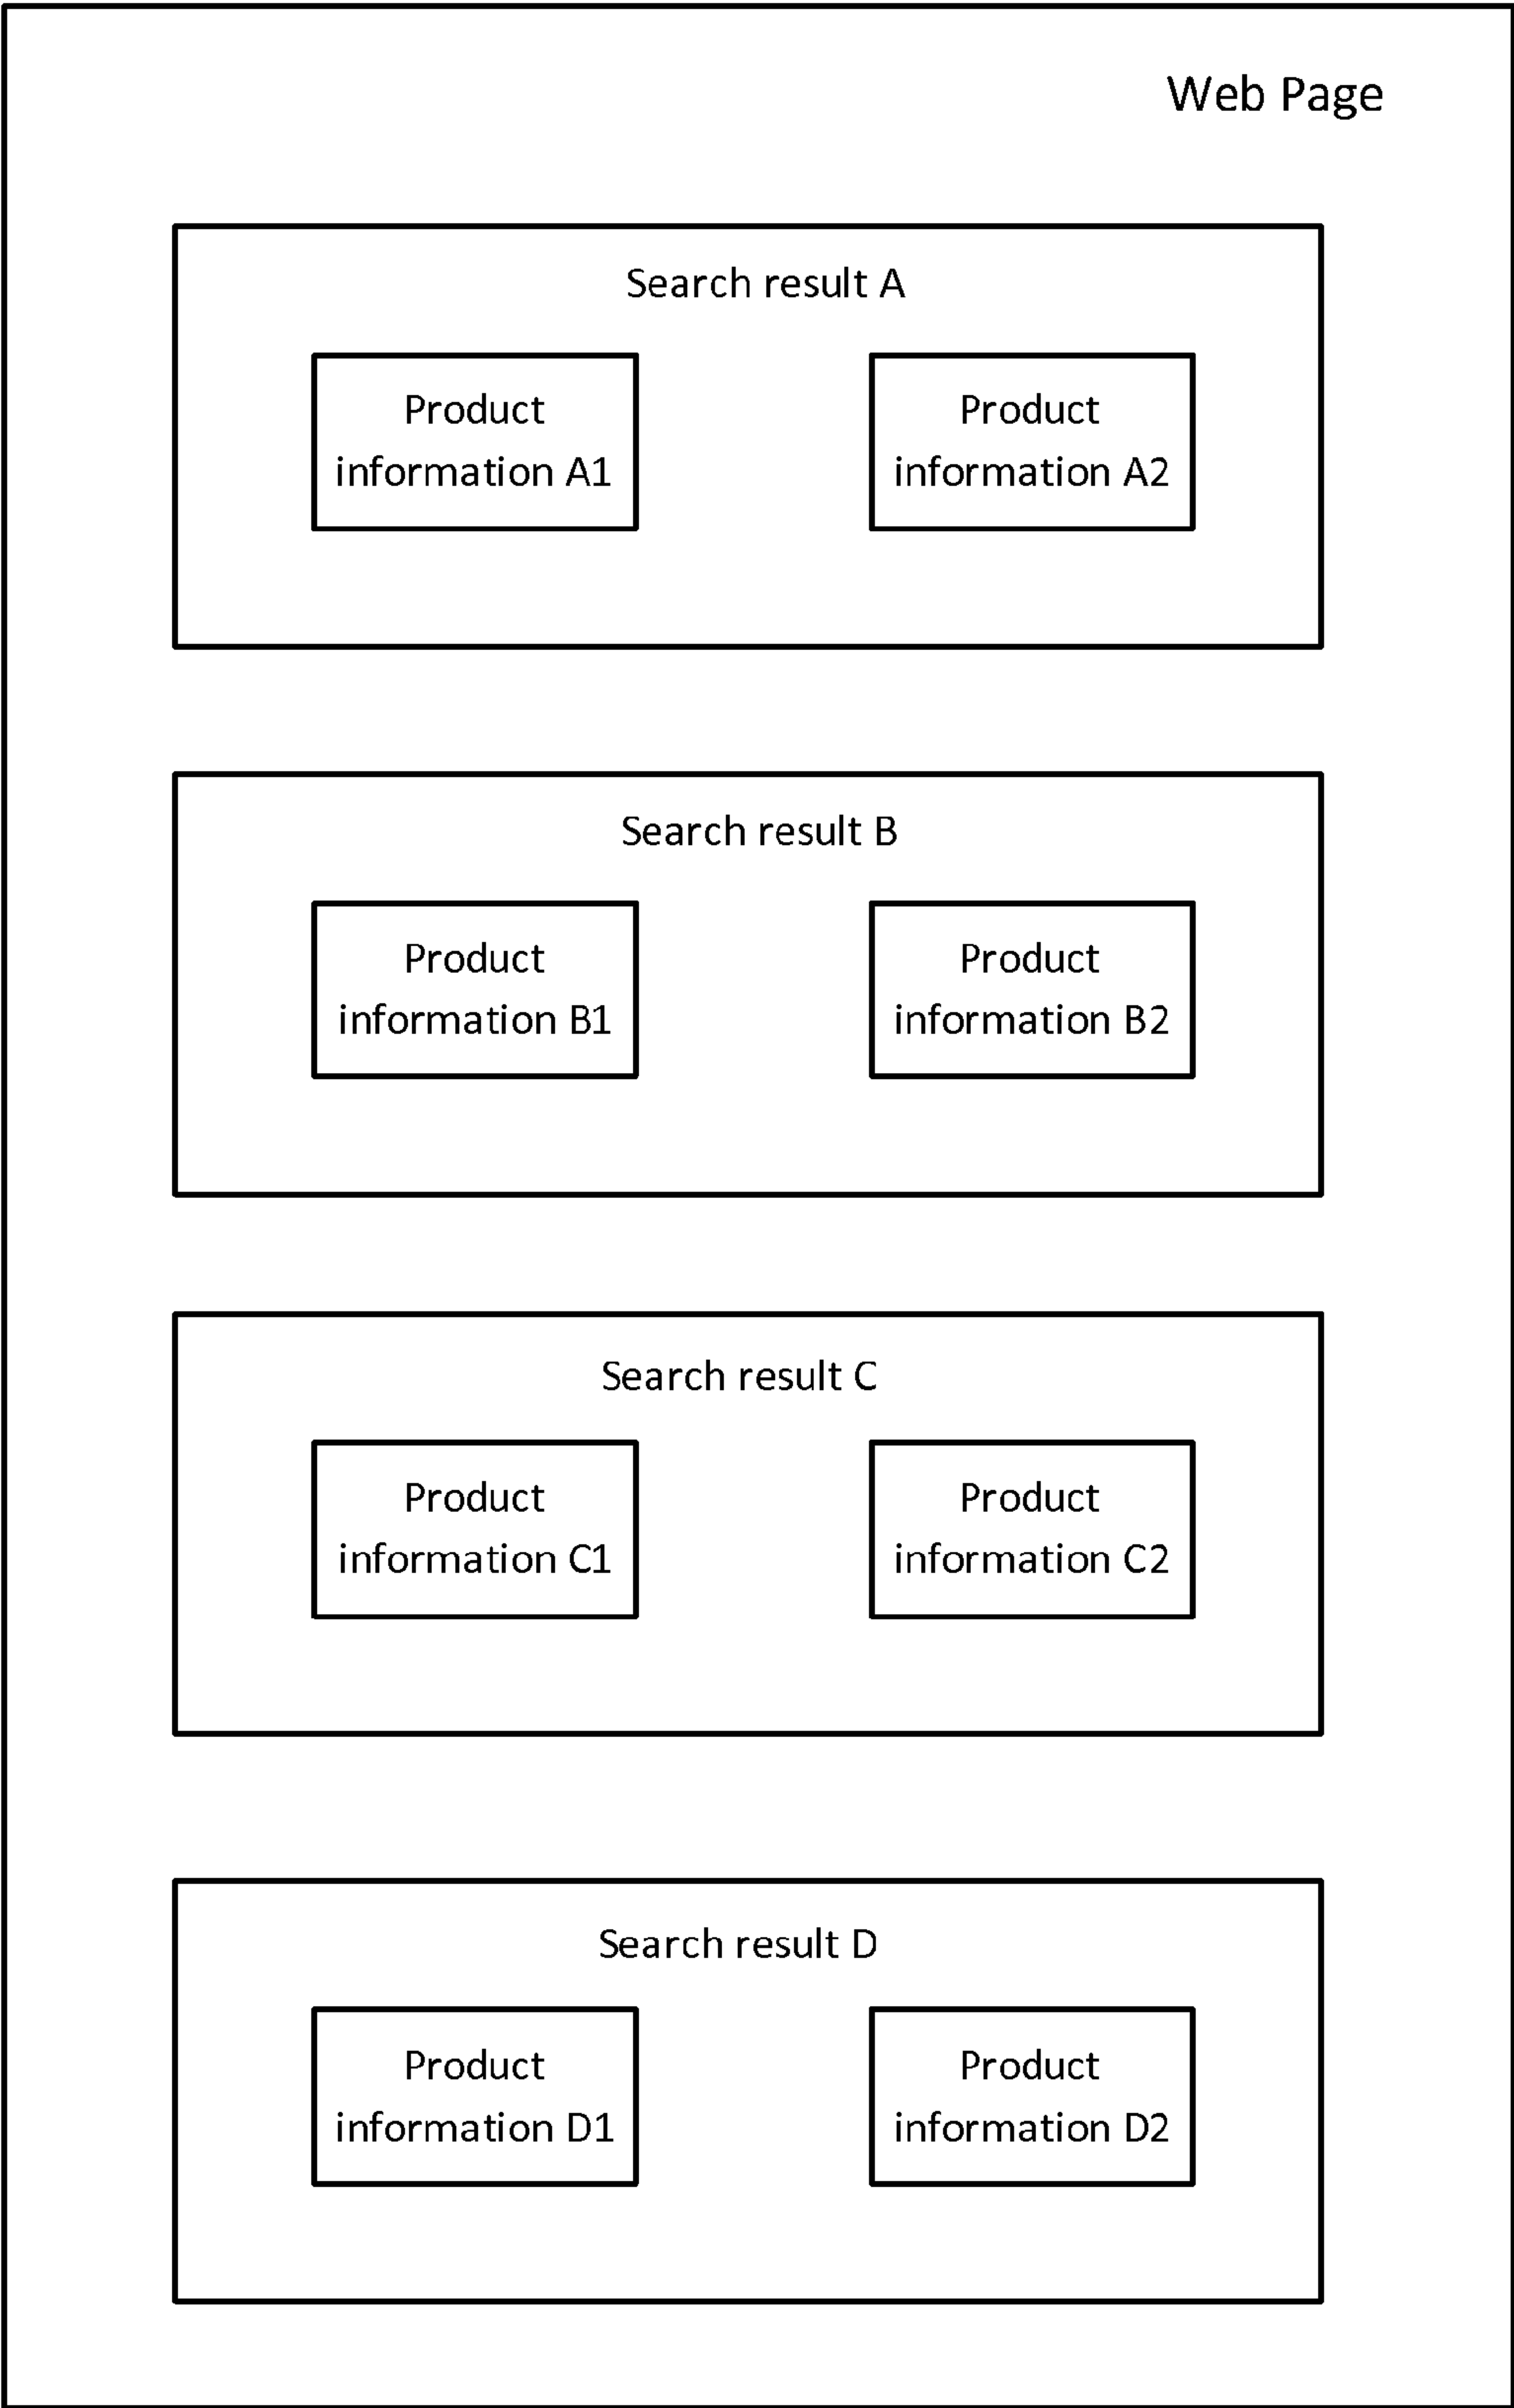 Web Page
Search result A
Product
information A1
Product
information A2
Search result B
Product
information B1
Product
information B2
Search result C
Product
information C1
Product
information C2
Search result D
Product
information D1
Product
information D2